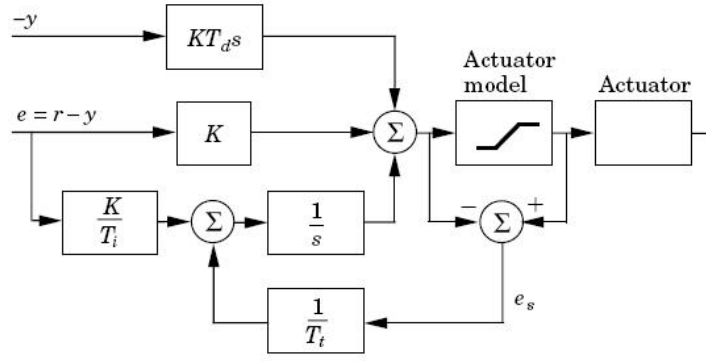 −y
KT_d s
Actuator model
Actuator
e = r − y
K
Σ
K/T_i
Σ
1/s
−
+
Σ
1/T_t
e_s